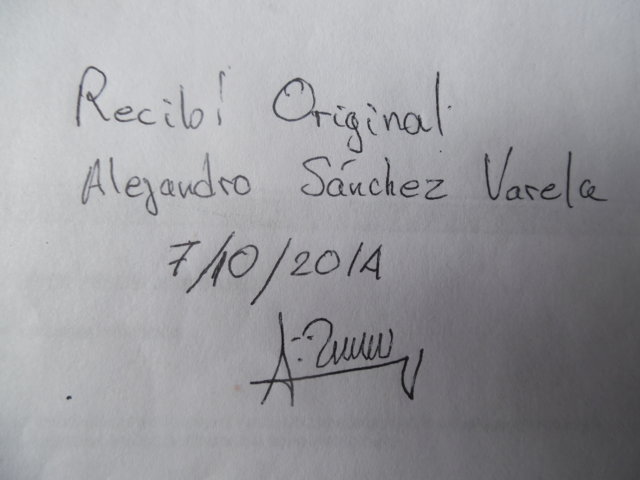 Recibí Original
Alejandro Sánchez Varela
7/10/2014